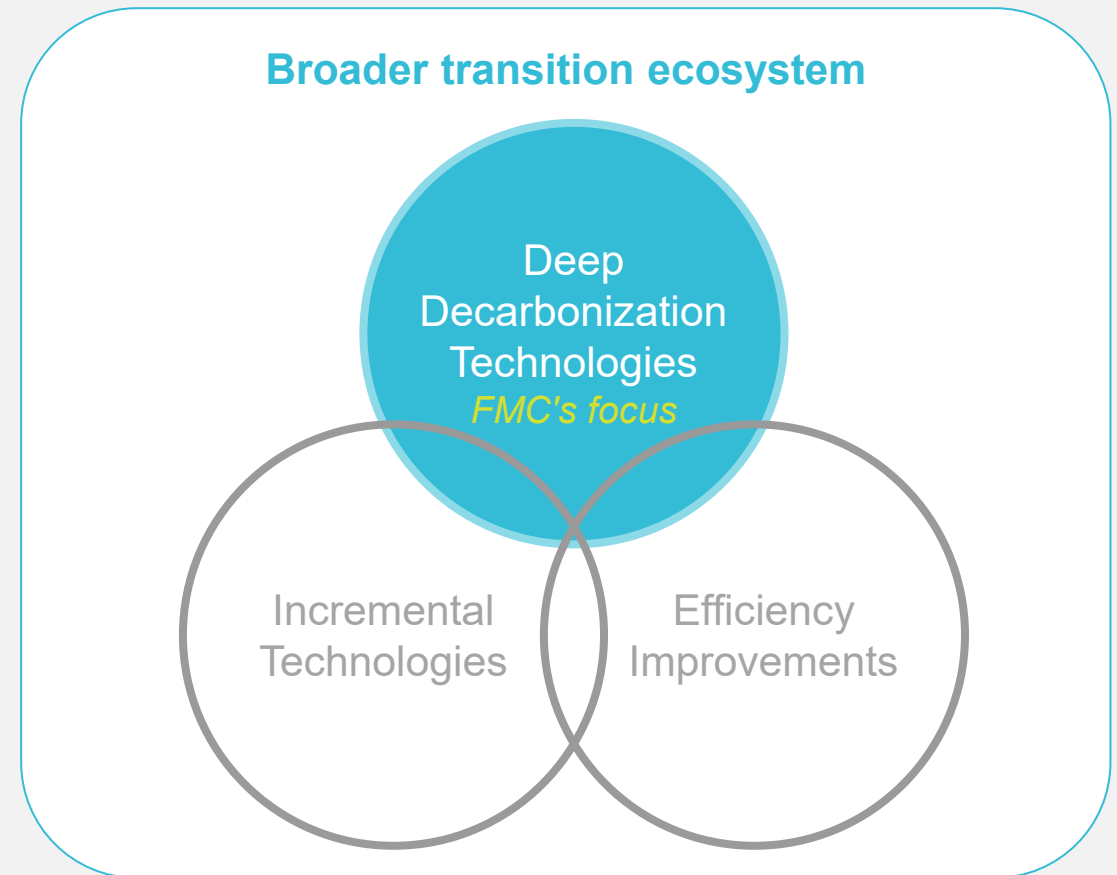 Broader transition ecosystem
Deep
Decarbonization
Technologies
FMC's focus
Incremental
Technologies
Efficiency
Improvements